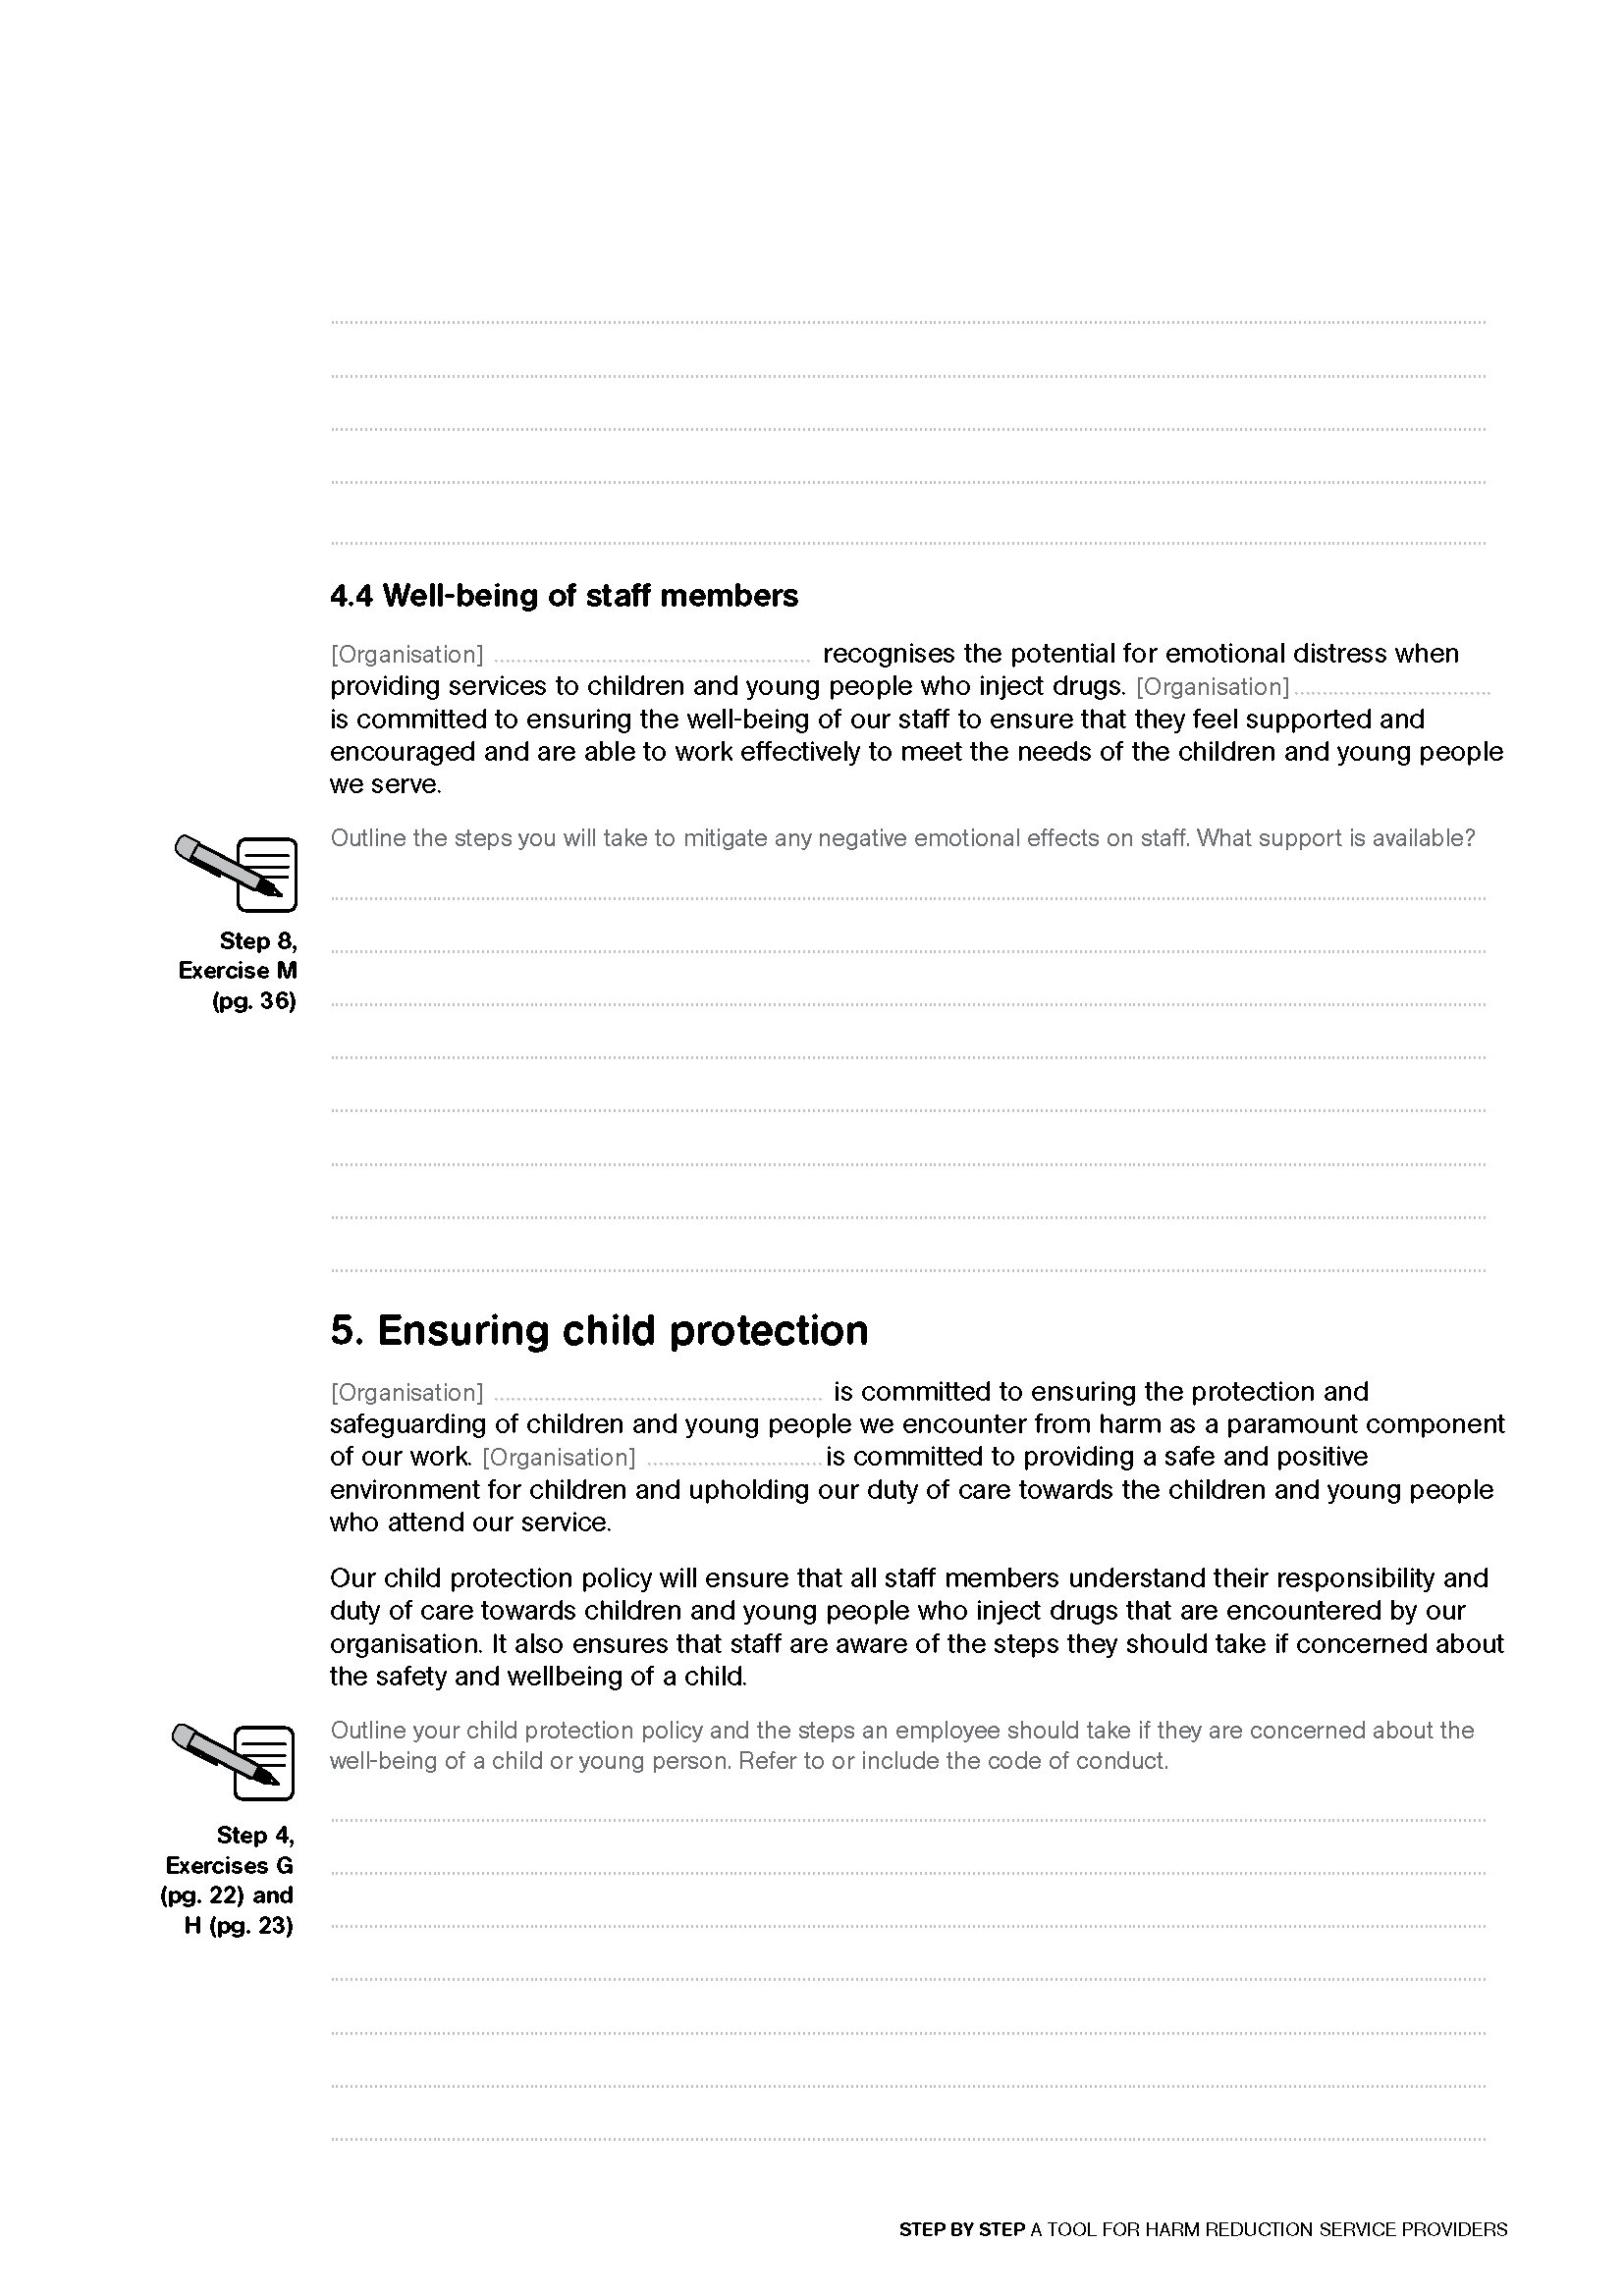 4.4 Well-being of staff members
[Organisation] ........................................................ recognises the potential for emotional distress when
providing services to children and young people who inject drugs. [Organisation]...................................
is committed to ensuring the well-being of our staff to ensure that they feel supported and
encouraged and are able to work effectively to meet the needs of the children and young people
we serve.
Outline the steps you will take to mitigate any negative emotional effects on staff. What support is available?
Step 8,
Exercise M
(pg. 36)
5. Ensuring child protection
[Organisation] .......................................................... is committed to ensuring the protection and
safeguarding of children and young people we encounter from harm as a paramount component
of our work. [Organisation] ............................... is committed to providing a safe and positive
environment for children and upholding our duty of care towards the children and young people
who attend our service.
Our child protection policy will ensure that all staff members understand their responsibility and
duty of care towards children and young people who inject drugs that are encountered by our
organisation. It also ensures that staff are aware of the steps they should take if concerned about
the safety and wellbeing of a child.
Outline your child protection policy and the steps an employee should take if they are concerned about the
well-being of a child or young person. Refer to or include the code of conduct.
Step 4,
Exercises G
(pg. 22) and
H (pg. 23)
STEP BY STEP A TOOL FOR HARM REDUCTION SERVICE PROVIDERS